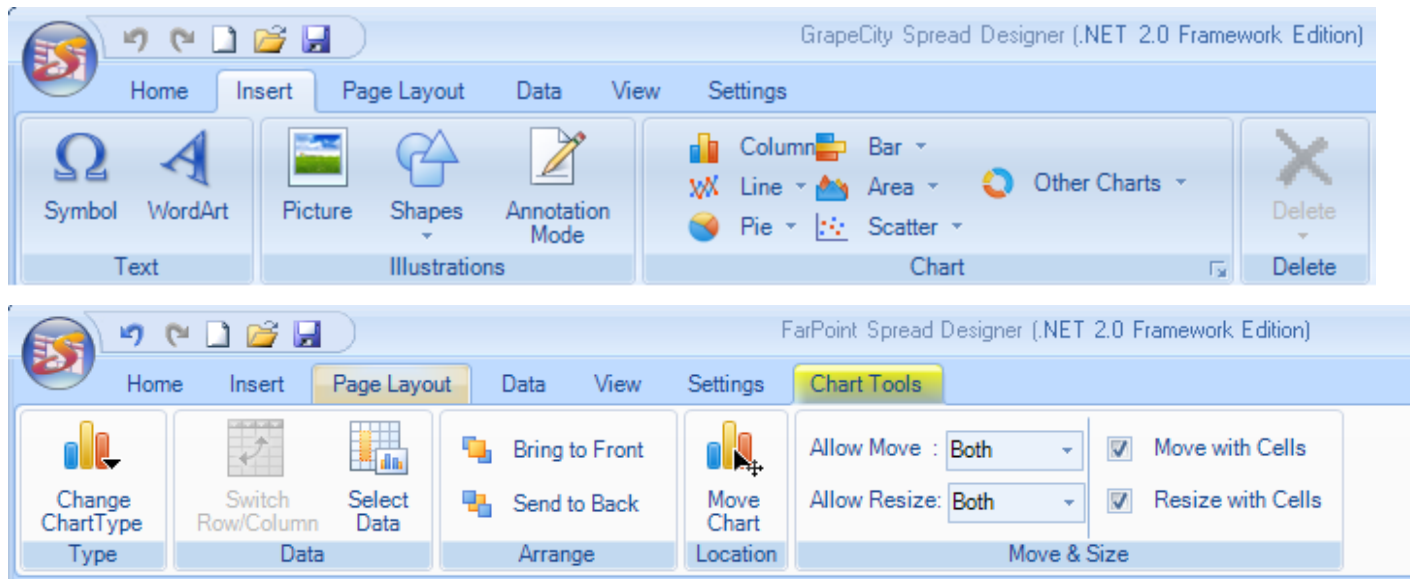 GrapeCity Spread Designer (.NET 2.0 Framework Edition)
Home Insert Page Layout Data View Settings
Column Bar
Line Area Other Charts
Symbol WordArt Picture Shapes Annotation Mode Pie Scatter Delete
Text Illustrations Chart Delete
FarPoint Spread Designer (.NET 2.0 Framework Edition)
Home Insert Page Layout Data View Settings Chart Tools
Bring to Front Allow Move : Both Move with Cells
Change ChartType Switch Row/Column Select Data Send to Back Move Chart Allow Resize: Both Resize with Cells
Type Data Arrange Location Move & Size